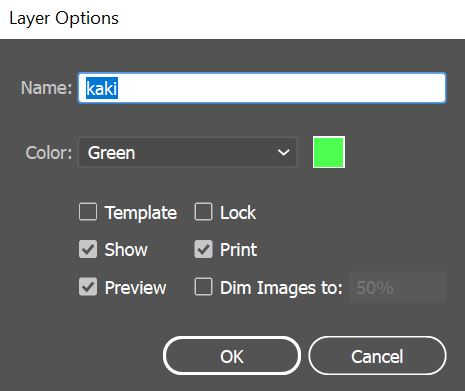 Layer Options
Name: kaki
Color: Green
Template Lock
Show Print
Preview Dim Images to: 50%
OK Cancel